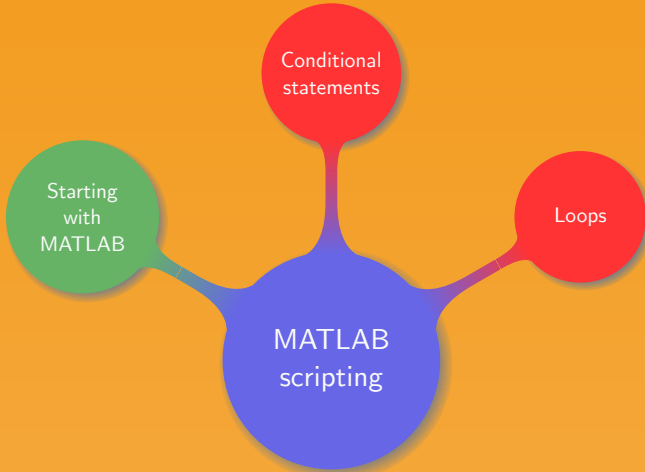 Conditional
statements
Starting
with
MATLAB
Loops
MATLAB
scripting